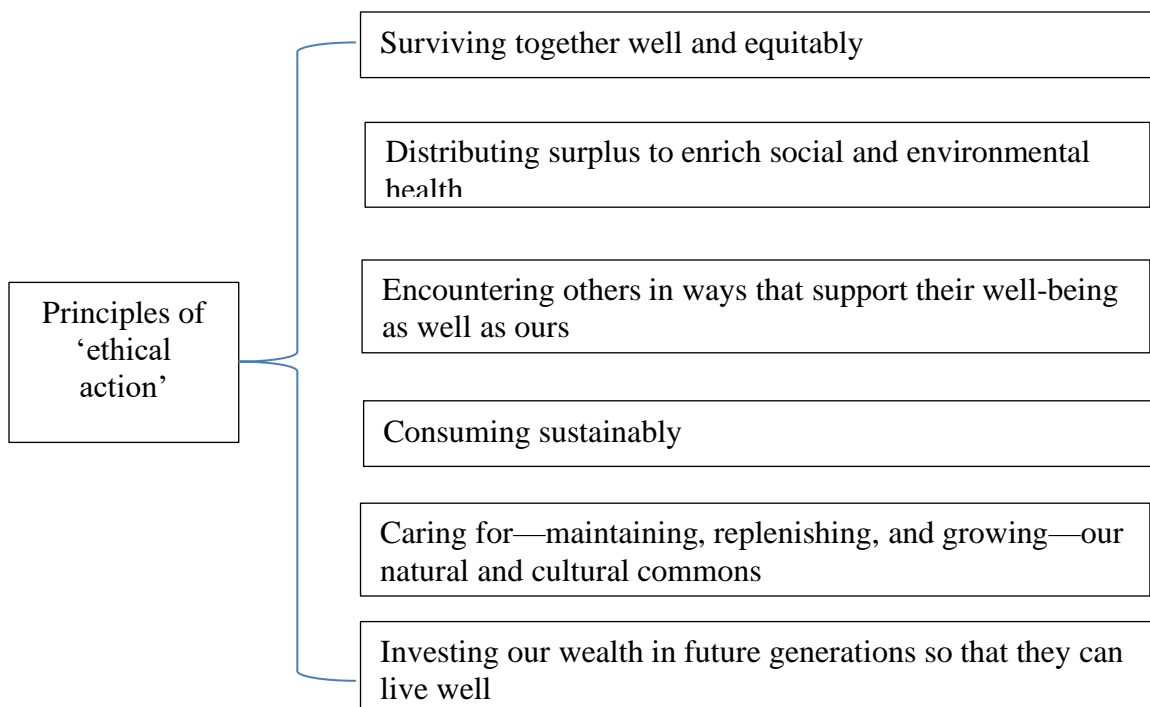 Surviving together well and equitably
Distributing surplus to enrich social and environmental
health
Encountering others in ways that support their well-being
as well as ours
Principles of
‘ethical
action’
Consuming sustainably
Caring for—maintaining, replenishing, and growing—our
natural and cultural commons
Investing our wealth in future generations so that they can
live well